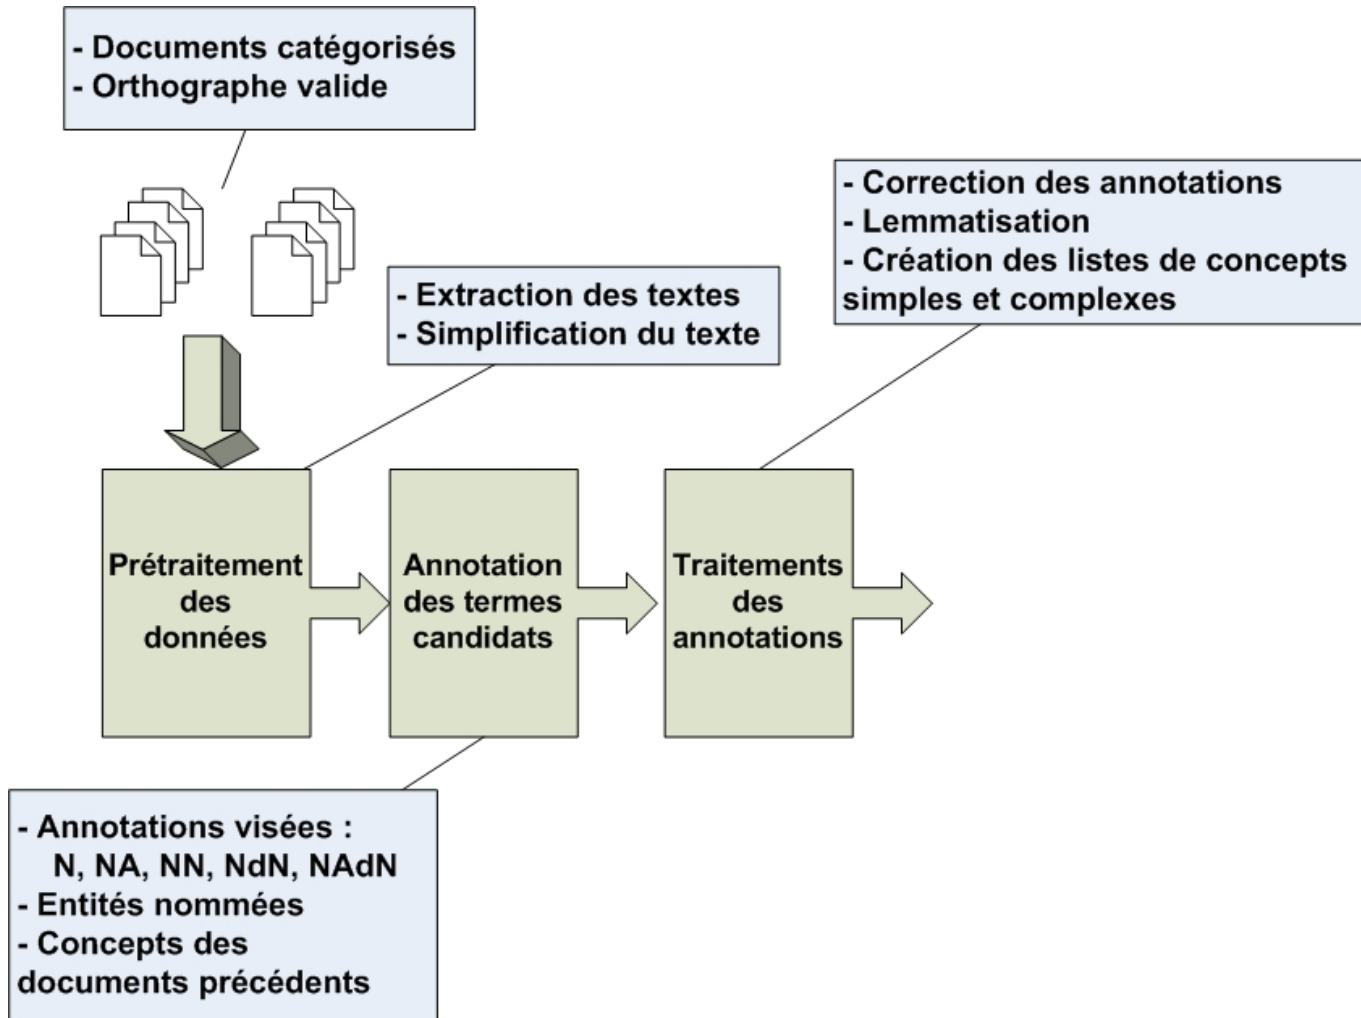 - Documents catégorisés
- Orthographe valide
- Correction des annotations
- Lemmatisation
- Création des listes de concepts
simples et complexes
- Extraction des textes
- Simplification du texte
Prétraitement
des
données
Annotation
des termes
candidats
Traitements
des
annotations
- Annotations visées :
N, NA, NN, NdN, NAdN
- Entités nommées
- Concepts des
documents précédents